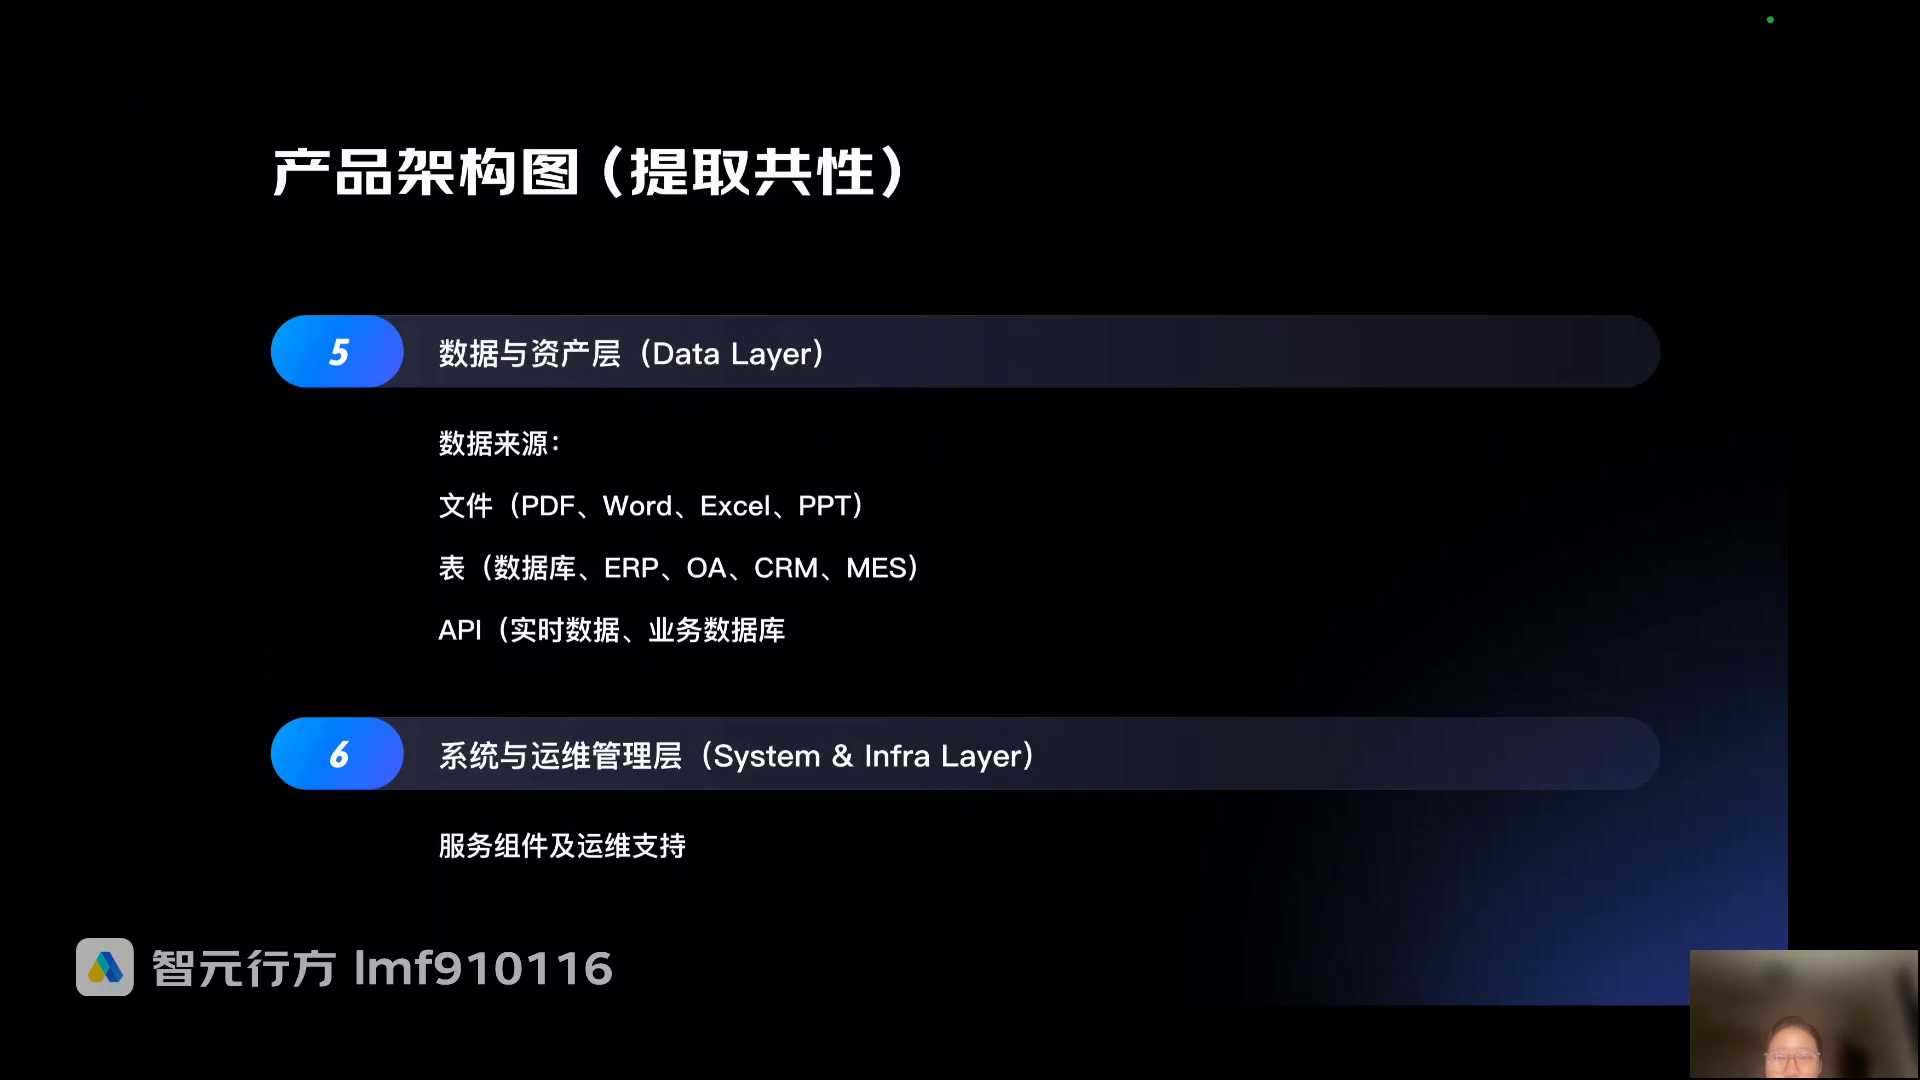 产品架构图（提取共性）
5
数据与资产层（Data Layer）
数据来源：
文件（PDF、Word、Excel、PPT）
表（数据库、ERP、OA、CRM、MES）
API（实时数据、业务数据库
6
系统与运维管理层（System & Infra Layer）
服务组件及运维支持
智元行方 lmf910116